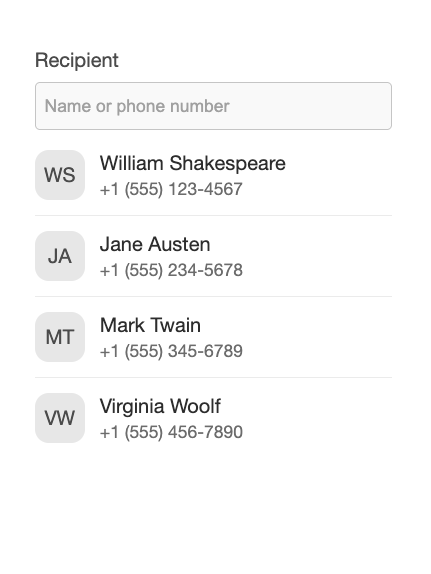 Recipient
Name or phone number
WS
William Shakespeare
+1 (555) 123-4567
JA
Jane Austen
+1 (555) 234-5678
MT
Mark Twain
+1 (555) 345-6789
VW
Virginia Woolf
+1 (555) 456-7890